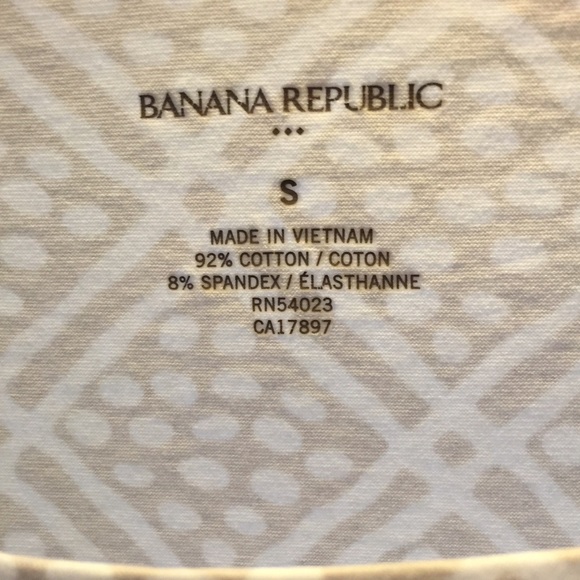 BANANA REPUBLIC
S
MADE IN VIETNAM
92% COTTON / COTON
8% SPANDEX / ÉLASTHANNE
RN54023
CA17897